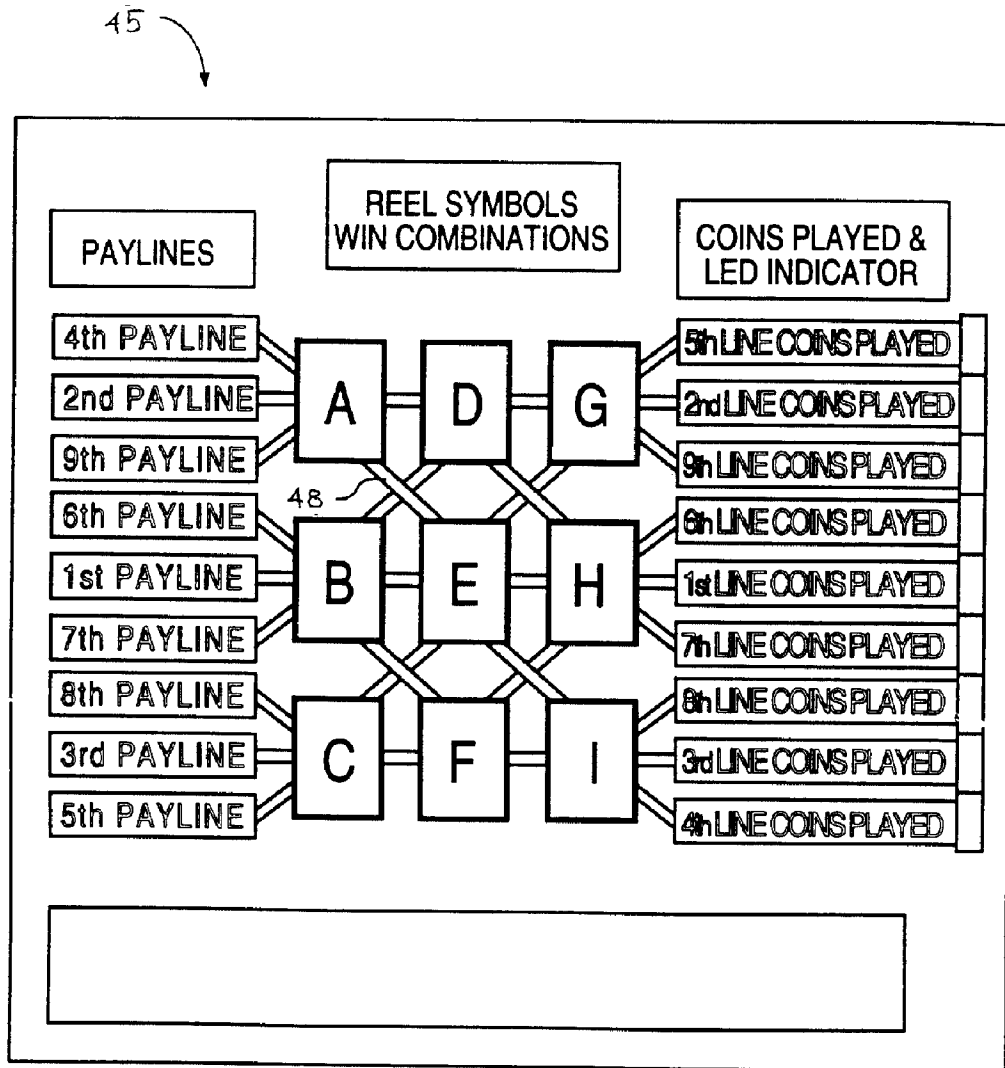 45
REEL SYMBOLS
WIN COMBINATIONS
PAYLINES
COINS PLAYED &
LED INDICATOR
4th PAYLINE
2nd PAYLINE
9th PAYLINE
6th PAYLINE
1st PAYLINE
7th PAYLINE
8th PAYLINE
3rd PAYLINE
5th PAYLINE
A D G
48
B E H
C F I
5th LINE COINS PLAYED
2nd LINE COINS PLAYED
9th LINE COINS PLAYED
6th LINE COINS PLAYED
1st LINE COINS PLAYED
7th LINE COINS PLAYED
8th LINE COINS PLAYED
3rd LINE COINS PLAYED
4th LINE COINS PLAYED